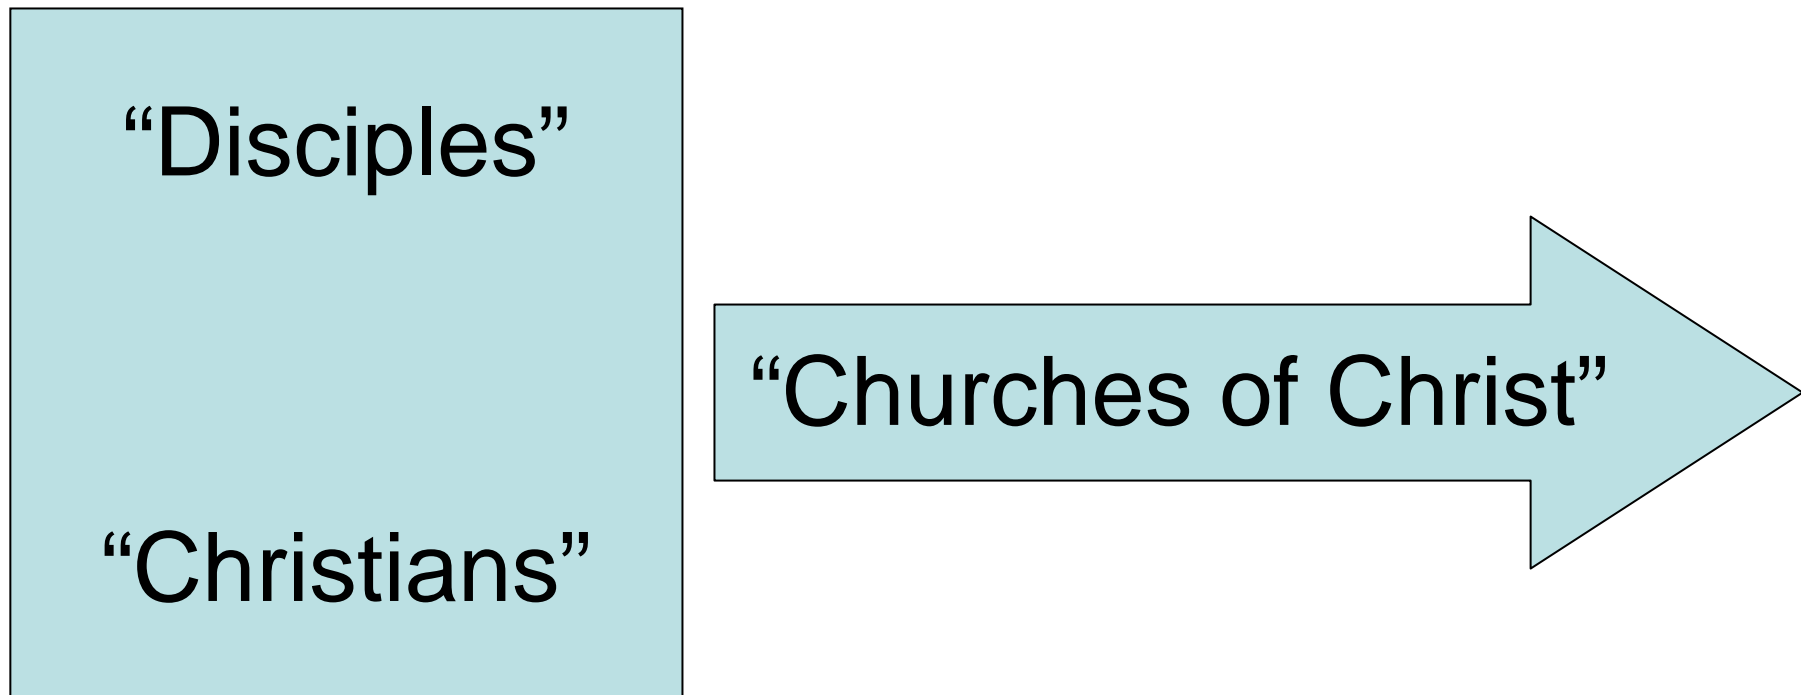 “Disciples”
“Churches of Christ”
“Christians”